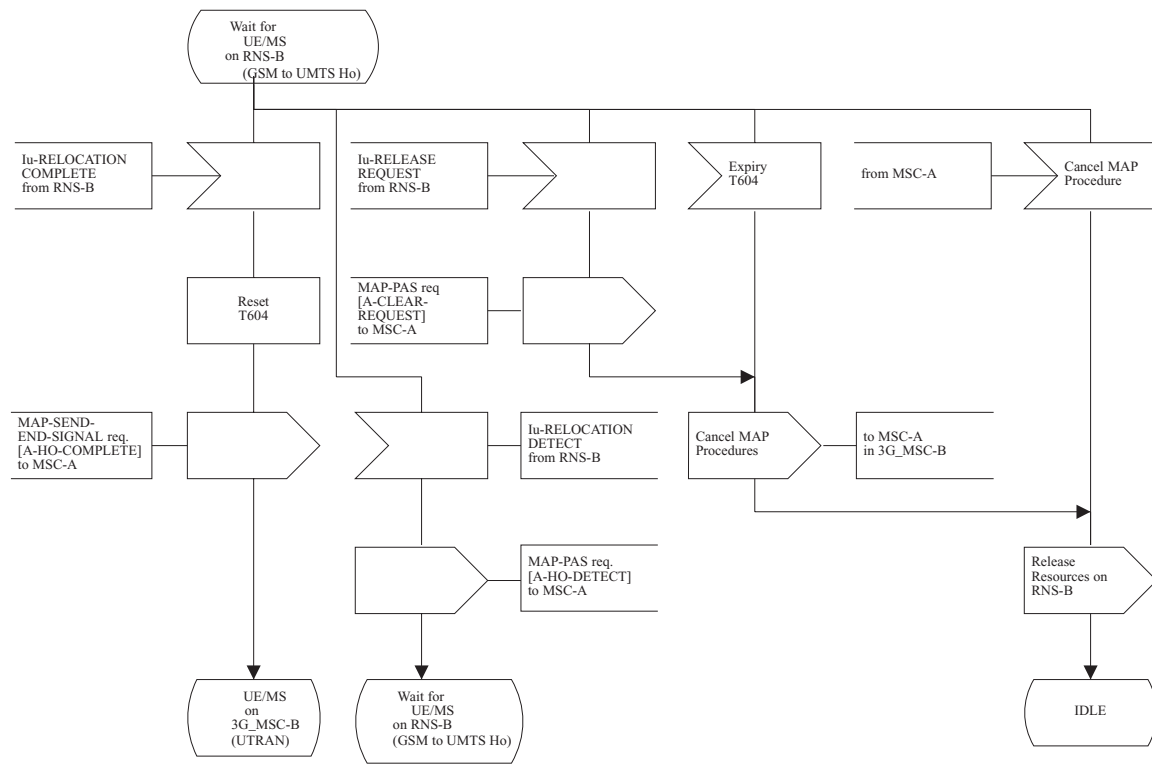 Wait for
UE/MS
on RNS-B
(GSM to UMTS Ho)
Iu-RELOCATION
COMPLETE
from RNS-B
Iu-RELEASE
REQUEST
from RNS-B
Expiry
T604
from MSC-A
Cancel MAP
Procedure
Reset
T604
MAP-PAS req
[A-CLEAR-
REQUEST]
to MSC-A
MAP-SEND-
END-SIGNAL req.
[A-HO-COMPLETE]
to MSC-A
Iu-RELOCATION
DETECT
from RNS-B
Cancel MAP
Procedures
to MSC-A
in 3G_MSC-B
MAP-PAS req.
[A-HO-DETECT]
to MSC-A
Release
Resources on
RNS-B
UE/MS
on
3G_MSC-B
(UTRAN)
Wait for
UE/MS
on RNS-B
(GSM to UMTS Ho)
IDLE